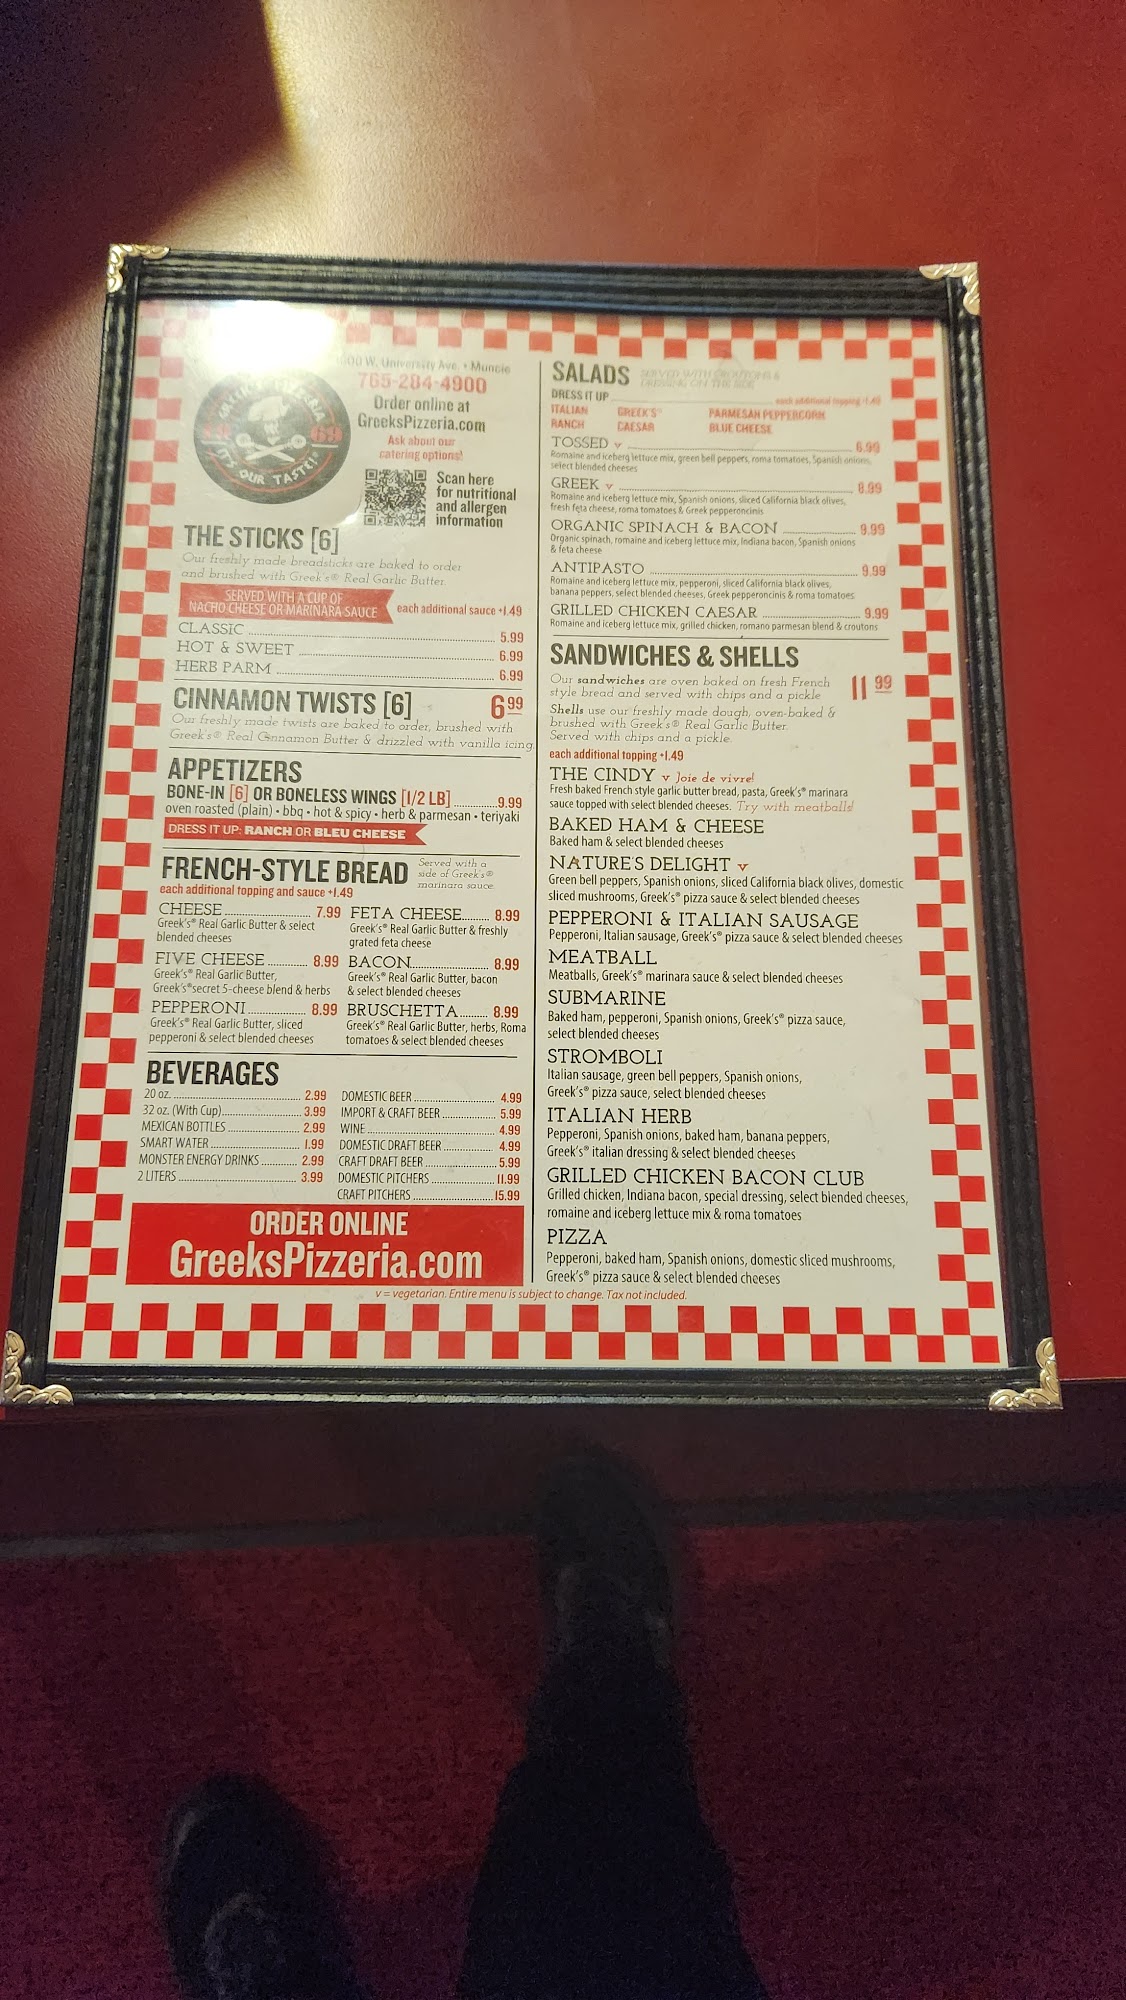 W. University Ave. • Muncie
765-284-4900
Order online at
GreeksPizzeria.com
Ask about our
catering options!
Scan here
for nutritional
and allergen
information
GREEK'S PIZZERIA
19 69
IT'S OUR TASTE!®
THE STICKS [6]
Our freshly made breadsticks are baked to order
and brushed with Greek's® Real Garlic Butter.
SERVED WITH A CUP OF
NACHO CHEESE OR MARINARA SAUCE each additional sauce +1.49
CLASSIC 5.99
HOT & SWEET 6.99
HERB PARM 6.99
CINNAMON TWISTS [6] 6.99
Our freshly made twists are baked to order, brushed with
Greek's® Real Cinnamon Butter & drizzled with vanilla icing.
APPETIZERS
BONE-IN [6] OR BONELESS WINGS [1/2 LB] 9.99
oven roasted (plain) • bbq • hot & spicy • herb & parmesan • teriyaki
DRESS IT UP: RANCH OR BLEU CHEESE
FRENCH-STYLE BREAD
Served with a
side of Greek's®
marinara sauce
each additional topping and sauce +1.49
CHEESE 7.99
Greek's® Real Garlic Butter & select
blended cheeses
FIVE CHEESE 8.99
Greek's® Real Garlic Butter,
Greek's® secret 5-cheese blend & herbs
PEPPERONI 8.99
Greek's® Real Garlic Butter, sliced
pepperoni & select blended cheeses
FETA CHEESE 8.99
Greek's® Real Garlic Butter & freshly
grated feta cheese
BACON 8.99
Greek's® Real Garlic Butter, bacon
& select blended cheeses
BRUSCHETTA 8.99
Greek's® Real Garlic Butter, herbs, Roma
tomatoes & select blended cheeses
BEVERAGES
20 oz. 2.99
32 oz. (With Cup) 3.99
MEXICAN BOTTLES 2.99
SMART WATER 1.99
MONSTER ENERGY DRINKS 2.99
2 LITERS 3.99
DOMESTIC BEER 4.99
IMPORT & CRAFT BEER 5.99
WINE 4.99
DOMESTIC DRAFT BEER 4.99
CRAFT DRAFT BEER 5.99
DOMESTIC PITCHERS 11.99
CRAFT PITCHERS 15.99
ORDER ONLINE
GreeksPizzeria.com
SALADS SERVED WITH CROUTONS &
DRESSING ON THE SIDE
DRESS IT UP each additional topping +1.49
ITALIAN GREEK'S® PARMESAN PEPPERCORN
RANCH CAESAR BLUE CHEESE
TOSSED v 6.99
Romaine and iceberg lettuce mix, green bell peppers, roma tomatoes, Spanish onions,
select blended cheeses
GREEK v 8.99
Romaine and iceberg lettuce mix, Spanish onions, sliced California black olives,
fresh feta cheese, roma tomatoes & Greek pepperoncinis
ORGANIC SPINACH & BACON 9.99
Organic spinach, romaine and iceberg lettuce mix, Indiana bacon, Spanish onions
& feta cheese
ANTIPASTO 9.99
Romaine and iceberg lettuce mix, pepperoni, sliced California black olives,
banana peppers, select blended cheeses, Greek pepperoncinis & roma tomatoes
GRILLED CHICKEN CAESAR 9.99
Romaine and iceberg lettuce mix, grilled chicken, romano parmesan blend & croutons
SANDWICHES & SHELLS
Our sandwiches are oven baked on fresh French
style bread and served with chips and a pickle
11.99
Shells use our freshly made dough, oven-baked &
brushed with Greek's® Real Garlic Butter.
Served with chips and a pickle.
each additional topping +1.49
THE CINDY v Joie de vivre!
Fresh baked French style garlic butter bread, pasta, Greek's® marinara
sauce topped with select blended cheeses. Try with meatballs!
BAKED HAM & CHEESE
Baked ham & select blended cheeses
NATURE'S DELIGHT v
Green bell peppers, Spanish onions, sliced California black olives, domestic
sliced mushrooms, Greek's® pizza sauce & select blended cheeses
PEPPERONI & ITALIAN SAUSAGE
Pepperoni, Italian sausage, Greek's® pizza sauce & select blended cheeses
MEATBALL
Meatballs, Greek's® marinara sauce & select blended cheeses
SUBMARINE
Baked ham, pepperoni, Spanish onions, Greek's® pizza sauce,
select blended cheeses
STROMBOLI
Italian sausage, green bell peppers, Spanish onions,
Greek's® pizza sauce, select blended cheeses
ITALIAN HERB
Pepperoni, Spanish onions, baked ham, banana peppers,
Greek's® italian dressing & select blended cheeses
GRILLED CHICKEN BACON CLUB
Grilled chicken, Indiana bacon, special dressing, select blended cheeses,
romaine and iceberg lettuce mix & roma tomatoes
PIZZA
Pepperoni, baked ham, Spanish onions, domestic sliced mushrooms,
Greek's® pizza sauce & select blended cheeses
v = vegetarian. Entire menu is subject to change. Tax not included.